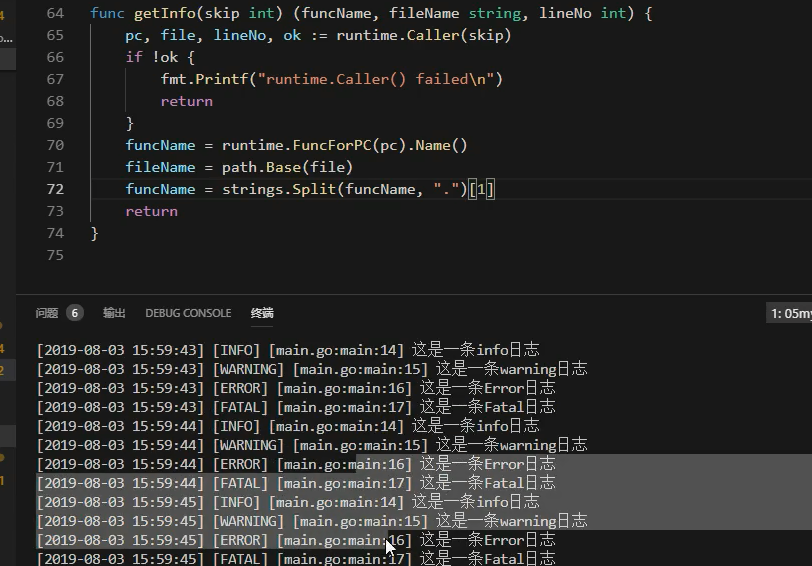 64 func getInfo(skip int) (funcName, fileName string, lineNo int) {
65 pc, file, lineNo, ok := runtime.Caller(skip)
66 if !ok {
67 fmt.Printf("runtime.Caller() failed\n")
68 return
69 }
70 funcName = runtime.FuncForPC(pc).Name()
71 fileName = path.Base(file)
72 funcName = strings.Split(funcName, ".")[1]
73 return
74 }
75
问题 6 输出 DEBUG CONSOLE 终端 1: 05my
[2019-08-03 15:59:43] [INFO] [main.go:main:14] 这是一条info日志
[2019-08-03 15:59:43] [WARNING] [main.go:main:15] 这是一条warning日志
[2019-08-03 15:59:43] [ERROR] [main.go:main:16] 这是一条Error日志
[2019-08-03 15:59:43] [FATAL] [main.go:main:17] 这是一条Fatal日志
[2019-08-03 15:59:44] [INFO] [main.go:main:14] 这是一条info日志
[2019-08-03 15:59:44] [WARNING] [main.go:main:15] 这是一条warning日志
[2019-08-03 15:59:44] [ERROR] [main.go:main:16] 这是一条Error日志
[2019-08-03 15:59:44] [FATAL] [main.go:main:17] 这是一条Fatal日志
[2019-08-03 15:59:45] [INFO] [main.go:main:14] 这是一条info日志
[2019-08-03 15:59:45] [WARNING] [main.go:main:15] 这是一条warning日志
[2019-08-03 15:59:45] [ERROR] [main.go:main:16] 这是一条Error日志
[2019-08-03 15:59:45] [FATAL] [main.go:main:17] 这是一条Fatal日志